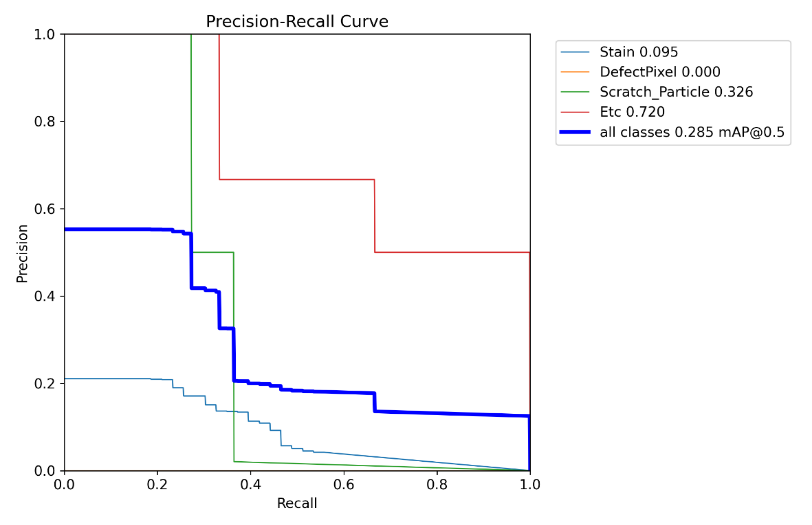 Precision-Recall Curve
1.0
0.8
0.6
0.4
0.2
0.0
Precision
0.0 0.2 0.4 0.6 0.8 1.0
Recall
Stain 0.095
DefectPixel 0.000
Scratch_Particle 0.326
Etc 0.720
all classes 0.285 mAP@0.5